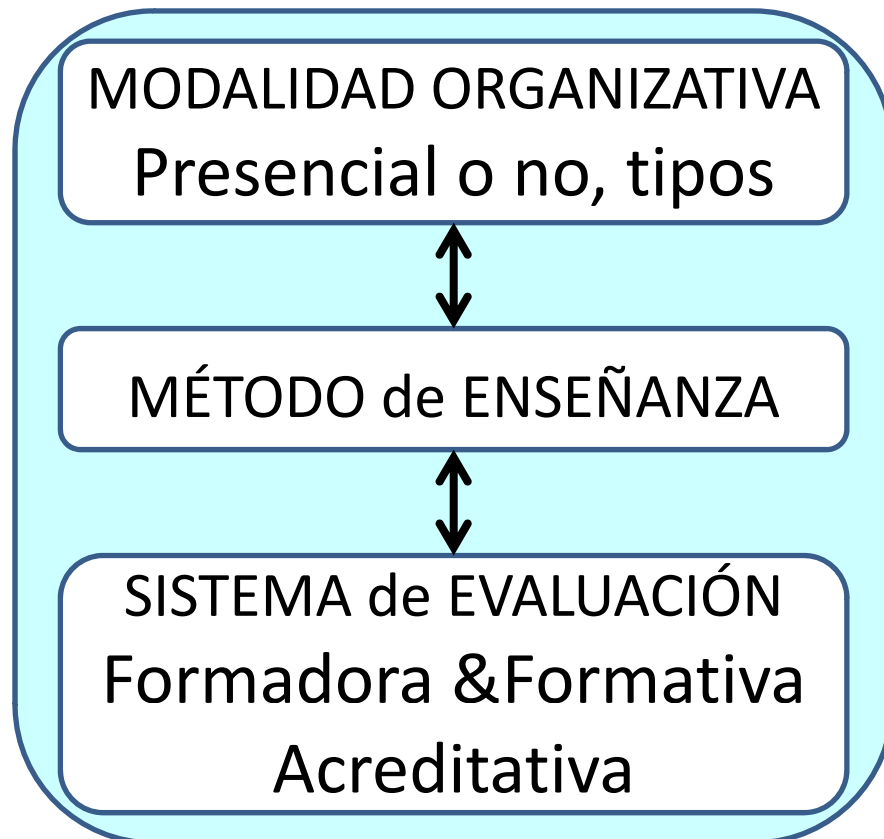 MODALIDAD ORGANIZATIVA
Presencial o no, tipos
MÉTODO de ENSEÑANZA
SISTEMA de EVALUACIÓN
Formadora &Formativa
Acreditativa